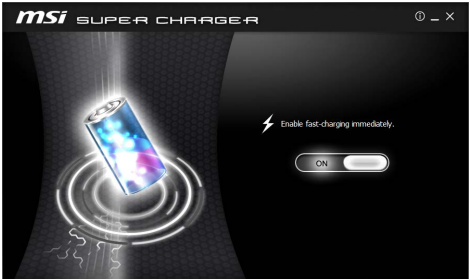 msi SUPER CHARGER
Enable fast-charging immediately.
ON